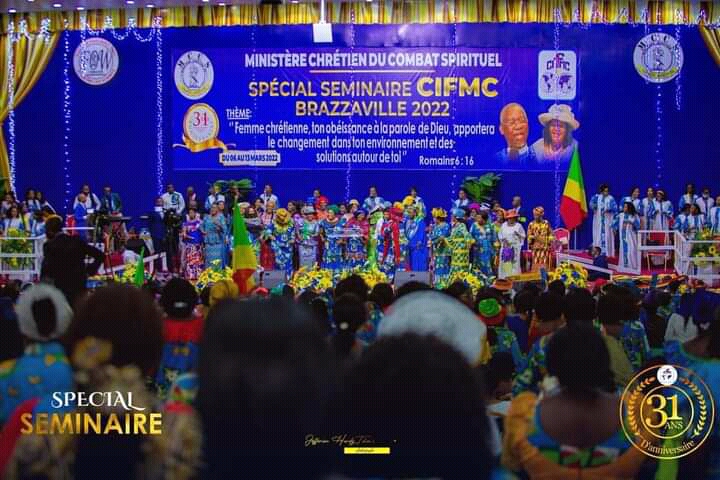 MINISTÈRE CHRÉTIEN DU COMBAT SPIRITUEL
SPÉCIAL SEMINAIRE CIFMC
BRAZZAVILLE 2022
THÈME:
"Femme chrétienne, ton obéissance à la parole de Dieu, apportera
le changement dans ton environnement et des
solutions autour de toi" Romains 6 : 16
DU 06 AU 13 MARS 2022
31
CIFMC
SPECIAL
SEMINAIRE
31
ANS
D'anniversaire